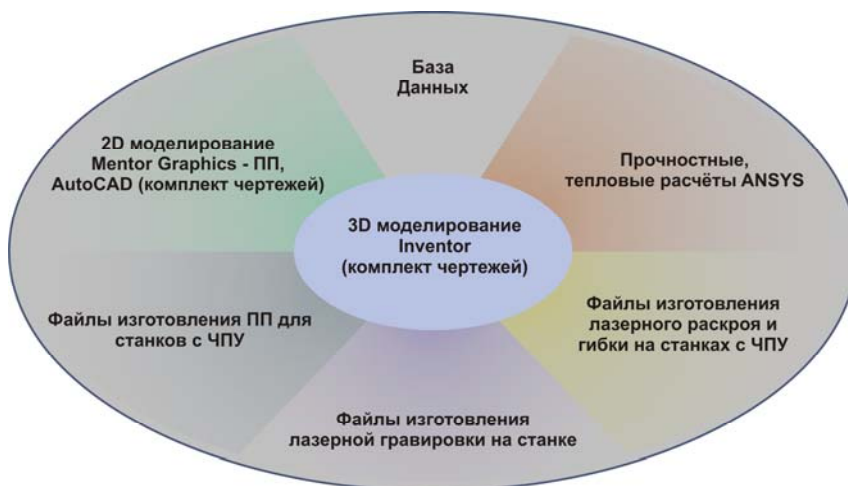 База
Данных
2D моделирование
Mentor Graphics - ПП,
AutoCAD (комплект чертежей)
Прочностные,
тепловые расчёты ANSYS
3D моделирование
Inventor
(комплект чертежей)
Файлы изготовления ПП для
станков с ЧПУ
Файлы изготовления
лазерного раскроя и
гибки на станках с ЧПУ
Файлы изготовления
лазерной гравировки на станке